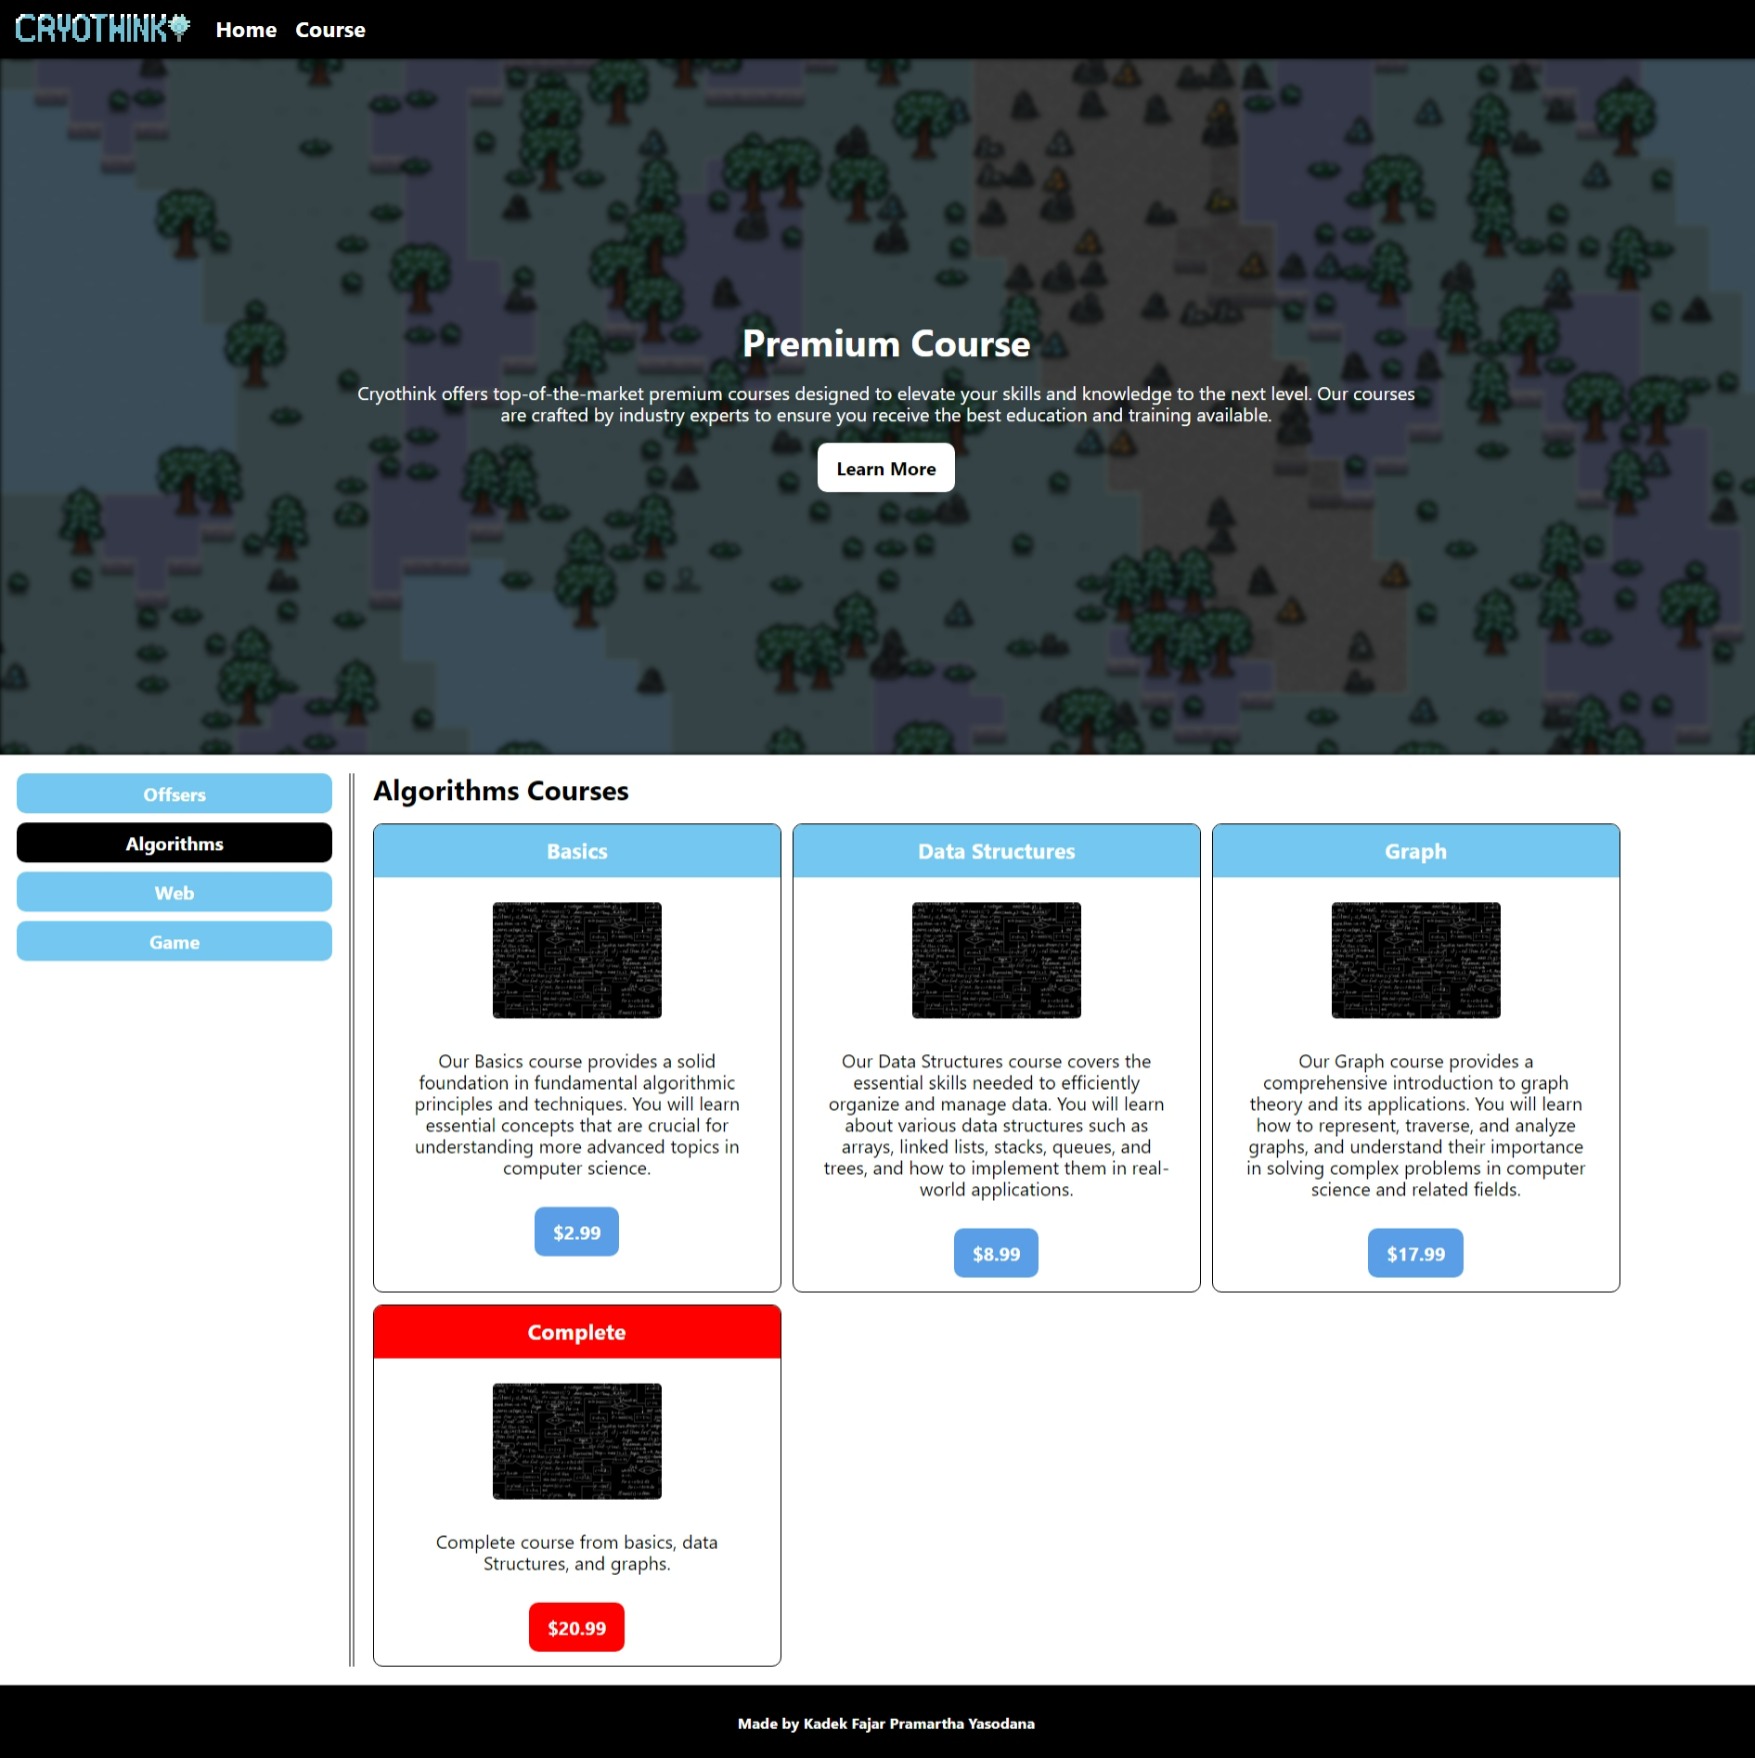 CRYOTHINK
Home
Course
Premium Course
Cryothink offers top-of-the-market premium courses designed to elevate your skills and knowledge to the next level. Our courses
are crafted by industry experts to ensure you receive the best education and training available.
Learn More
Offsers
Algorithms
Web
Game
Algorithms Courses
Basics
Our Basics course provides a solid
foundation in fundamental algorithmic
principles and techniques. You will learn
essential concepts that are crucial for
understanding more advanced topics in
computer science.
$2.99
Data Structures
Our Data Structures course covers the
essential skills needed to efficiently
organize and manage data. You will learn
about various data structures such as
arrays, linked lists, stacks, queues, and
trees, and how to implement them in real-
world applications.
$8.99
Graph
Our Graph course provides a
comprehensive introduction to graph
theory and its applications. You will learn
how to represent, traverse, and analyze
graphs, and understand their importance
in solving complex problems in computer
science and related fields.
$17.99
Complete
Complete course from basics, data
Structures, and graphs.
$20.99
Made by Kadek Fajar Pramartha Yasodana